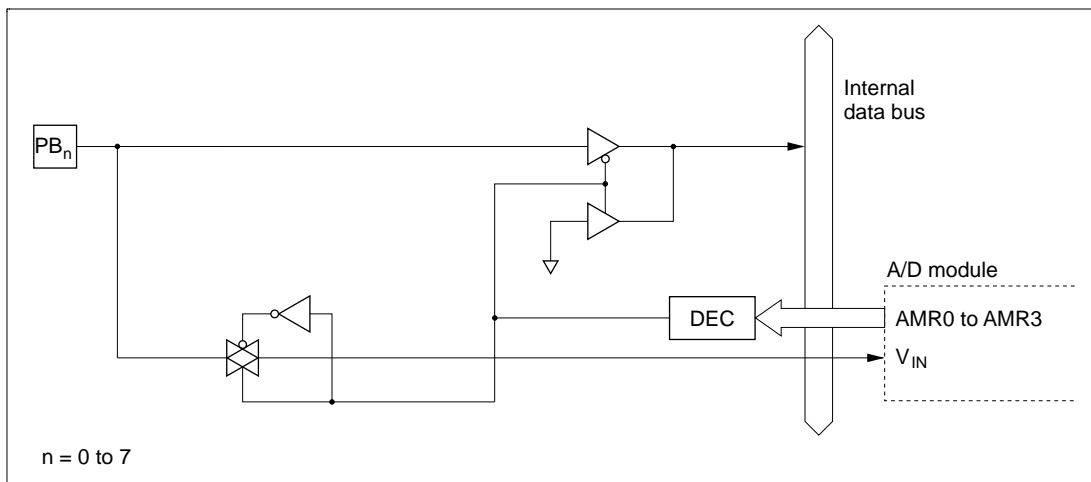 Internal
data bus
PBn
A/D module
DEC
AMR0 to AMR3
VIN
n = 0 to 7